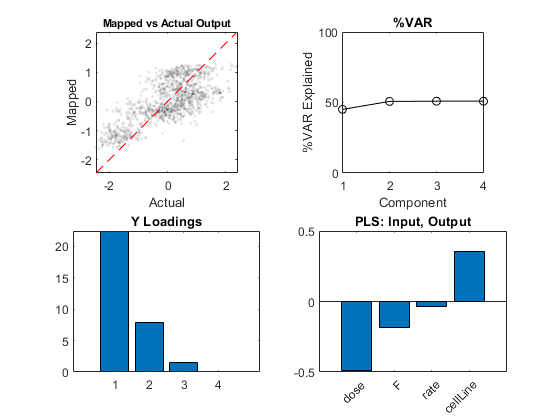 Mapped vs Actual Output
2
1
0
-1
-2
Mapped
-2
0
2
Actual
%VAR
100
50
0
%VAR Explained
1
2
3
4
Component
Y Loadings
20
15
10
5
0
1
2
3
4
PLS: Input, Output
0.5
0
-0.5
dose
F
rate
cellLine